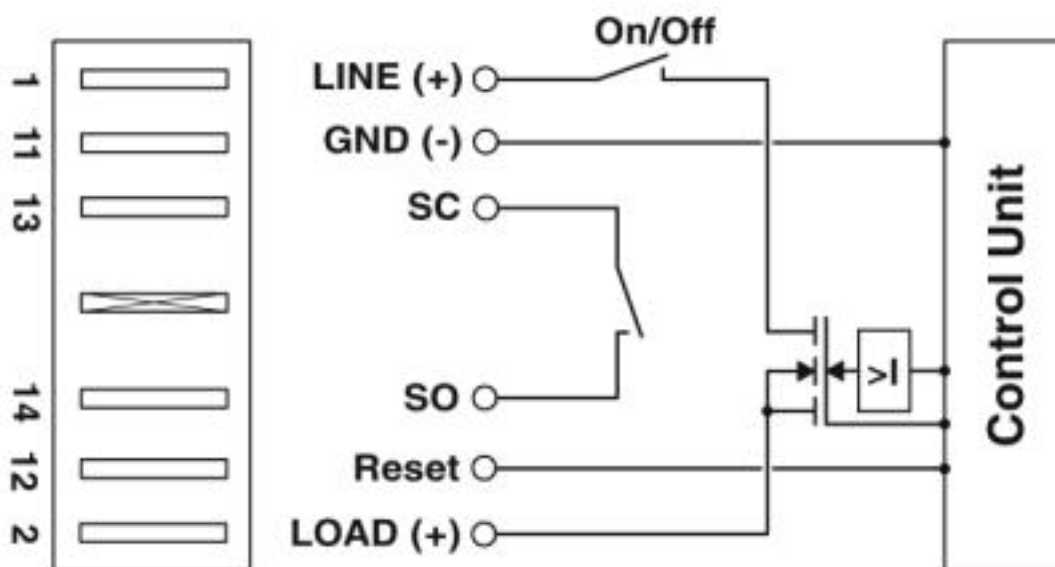 On/Off
1
LINE (+)
11
GND (-)
13
SC
14
SO
12
Reset
2
LOAD (+)
>I
Control Unit